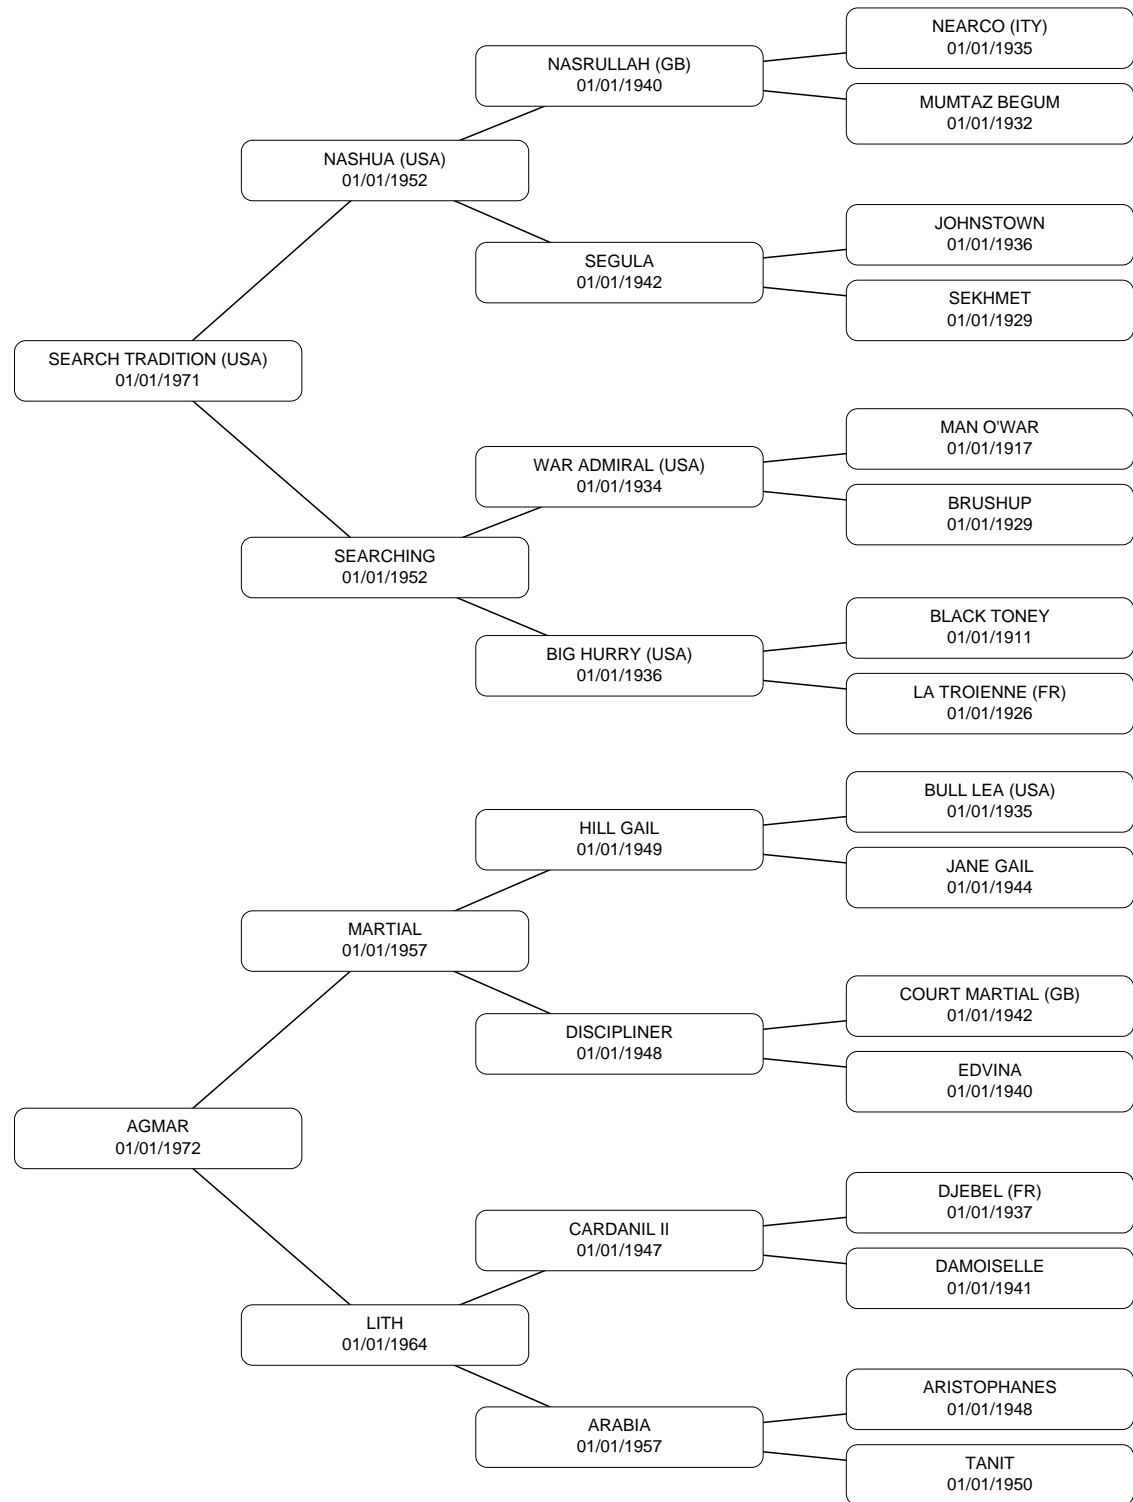 NEARCO (ITY)
01/01/1935
NASRULLAH (GB)
01/01/1940
MUMTAZ BEGUM
01/01/1932
NASHUA (USA)
01/01/1952
JOHNSTOWN
01/01/1936
SEGULA
01/01/1942
SEKHMET
01/01/1929
SEARCH TRADITION (USA)
01/01/1971
MAN O'WAR
01/01/1917
WAR ADMIRAL (USA)
01/01/1934
BRUSHUP
01/01/1929
SEARCHING
01/01/1952
BLACK TONEY
01/01/1911
BIG HURRY (USA)
01/01/1936
LA TROIENNE (FR)
01/01/1926
BULL LEA (USA)
01/01/1935
HILL GAIL
01/01/1949
JANE GAIL
01/01/1944
MARTIAL
01/01/1957
COURT MARTIAL (GB)
01/01/1942
DISCIPLINER
01/01/1948
EDVINA
01/01/1940
AGMAR
01/01/1972
DJEBEL (FR)
01/01/1937
CARDANIL II
01/01/1947
DAMOISELLE
01/01/1941
LITH
01/01/1964
ARISTOPHANES
01/01/1948
ARABIA
01/01/1957
TANIT
01/01/1950